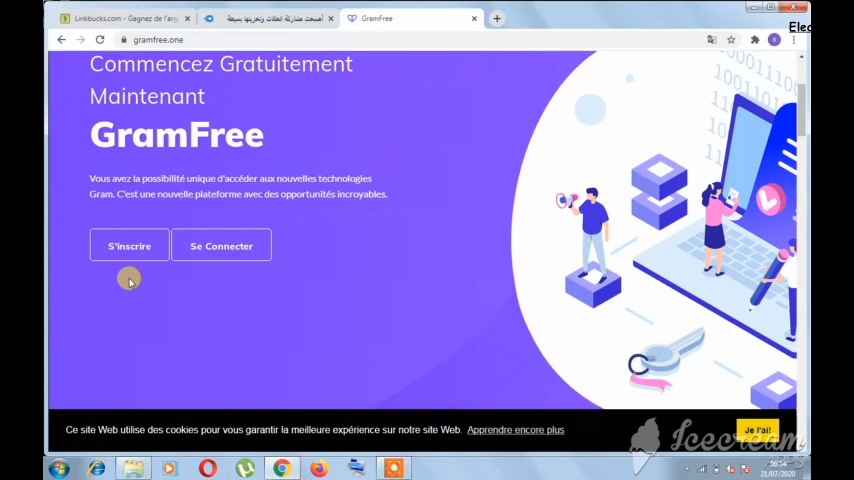 Linkbucks.com - Gagnez de l'arg
أصبحت مشاركة الملفات وتخزينها بسيطة
GramFree
Elec
gramfree.one
S
Commencez Gratuitement
Maintenant
GramFree
Vous avez la possibilité unique d'accéder aux nouvelles technologies
Gram. C'est une nouvelle plateforme avec des opportunités incroyables.
S'inscrire
Se Connecter
Ce site Web utilise des cookies pour vous garantir la meilleure expérience sur notre site Web. Apprendre encore plus
Je l'ai!
Icecream
APPS
21/07/2020